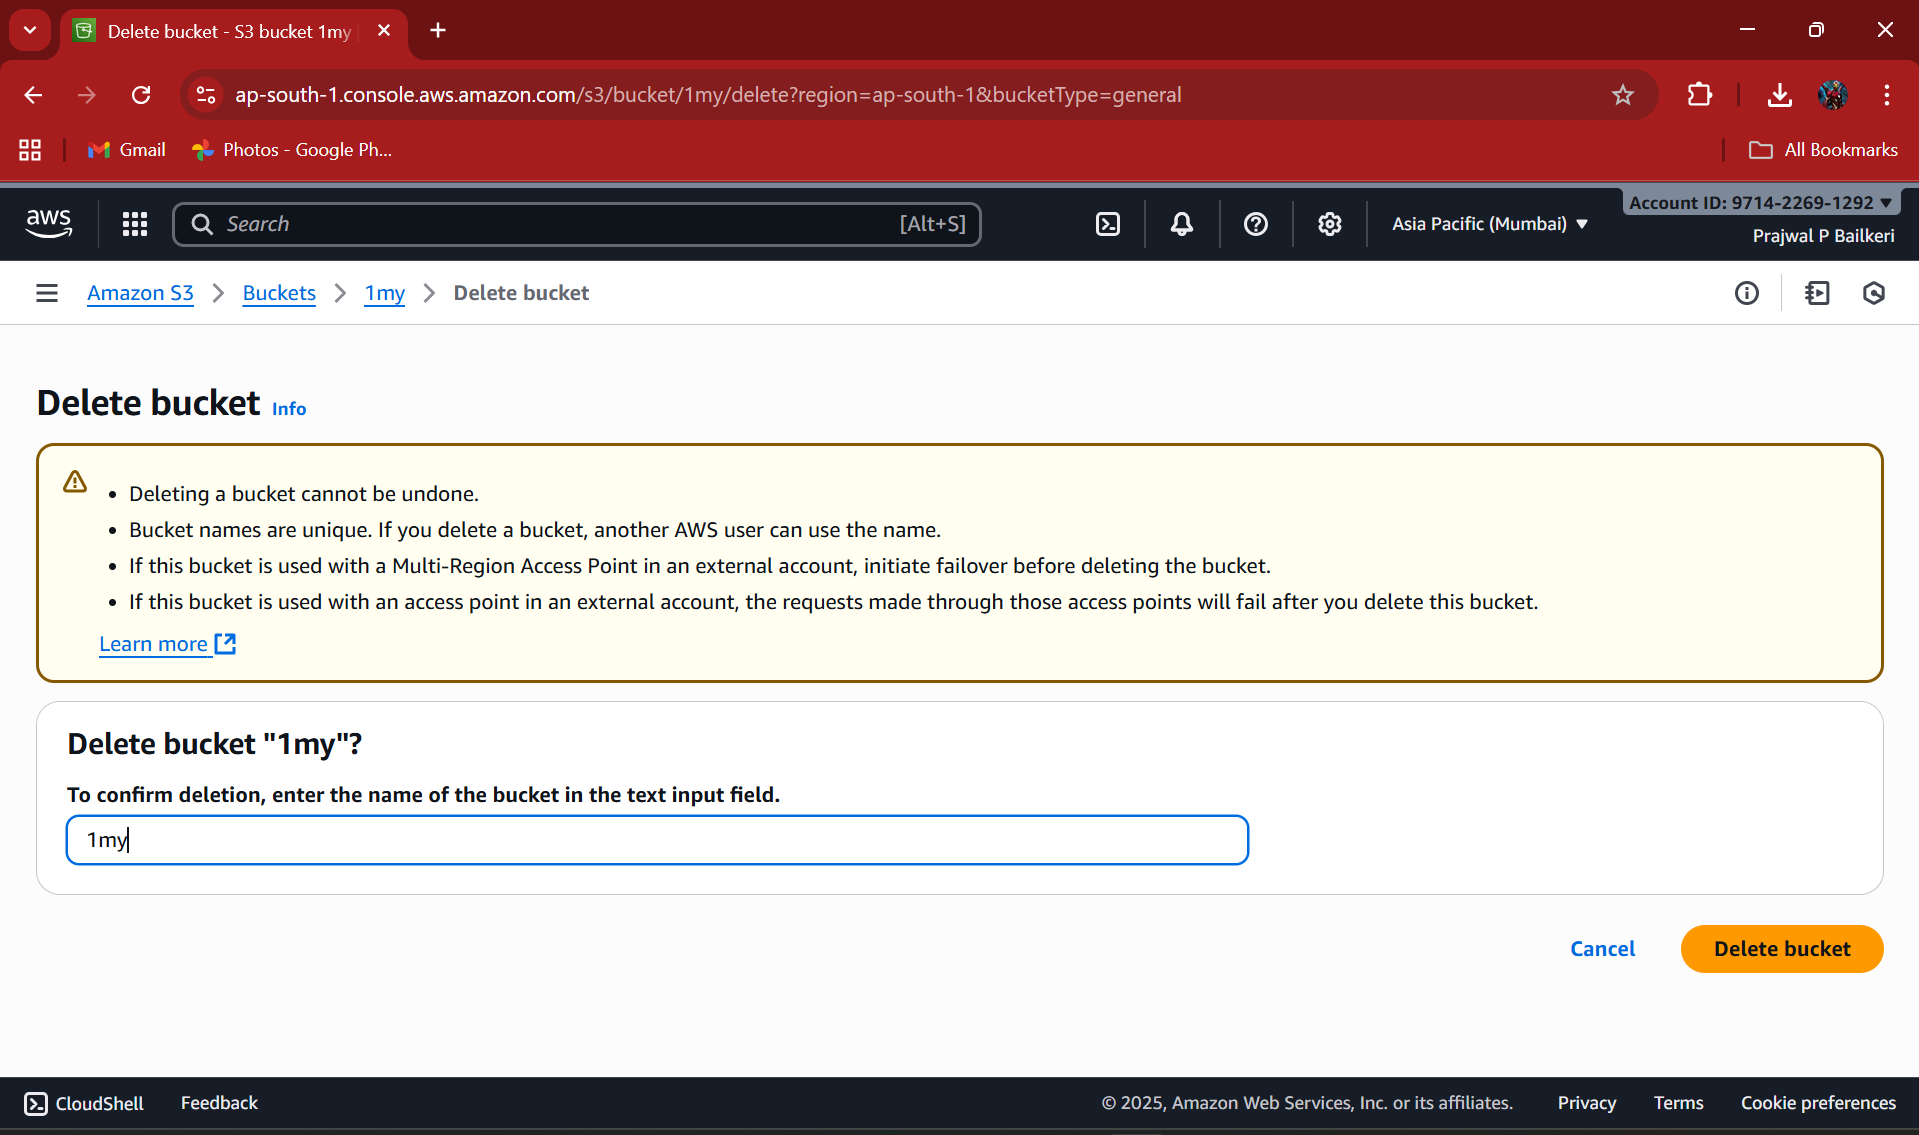 Delete bucket - S3 bucket 1my
ap-south-1.console.aws.amazon.com/s3/bucket/1my/delete?region=ap-south-1&bucketType=general
Gmail
Photos - Google Ph...
All Bookmarks
aws
Search
[Alt+S]
Asia Pacific (Mumbai)
Account ID: 9714-2269-1292
Prajwal P Bailkeri
Amazon S3
Buckets
1my
Delete bucket
Delete bucket Info
Deleting a bucket cannot be undone.
Bucket names are unique. If you delete a bucket, another AWS user can use the name.
If this bucket is used with a Multi-Region Access Point in an external account, initiate failover before deleting the bucket.
If this bucket is used with an access point in an external account, the requests made through those access points will fail after you delete this bucket.
Learn more
Delete bucket "1my"?
To confirm deletion, enter the name of the bucket in the text input field.
1my
Cancel
Delete bucket
CloudShell
Feedback
© 2025, Amazon Web Services, Inc. or its affiliates.
Privacy
Terms
Cookie preferences